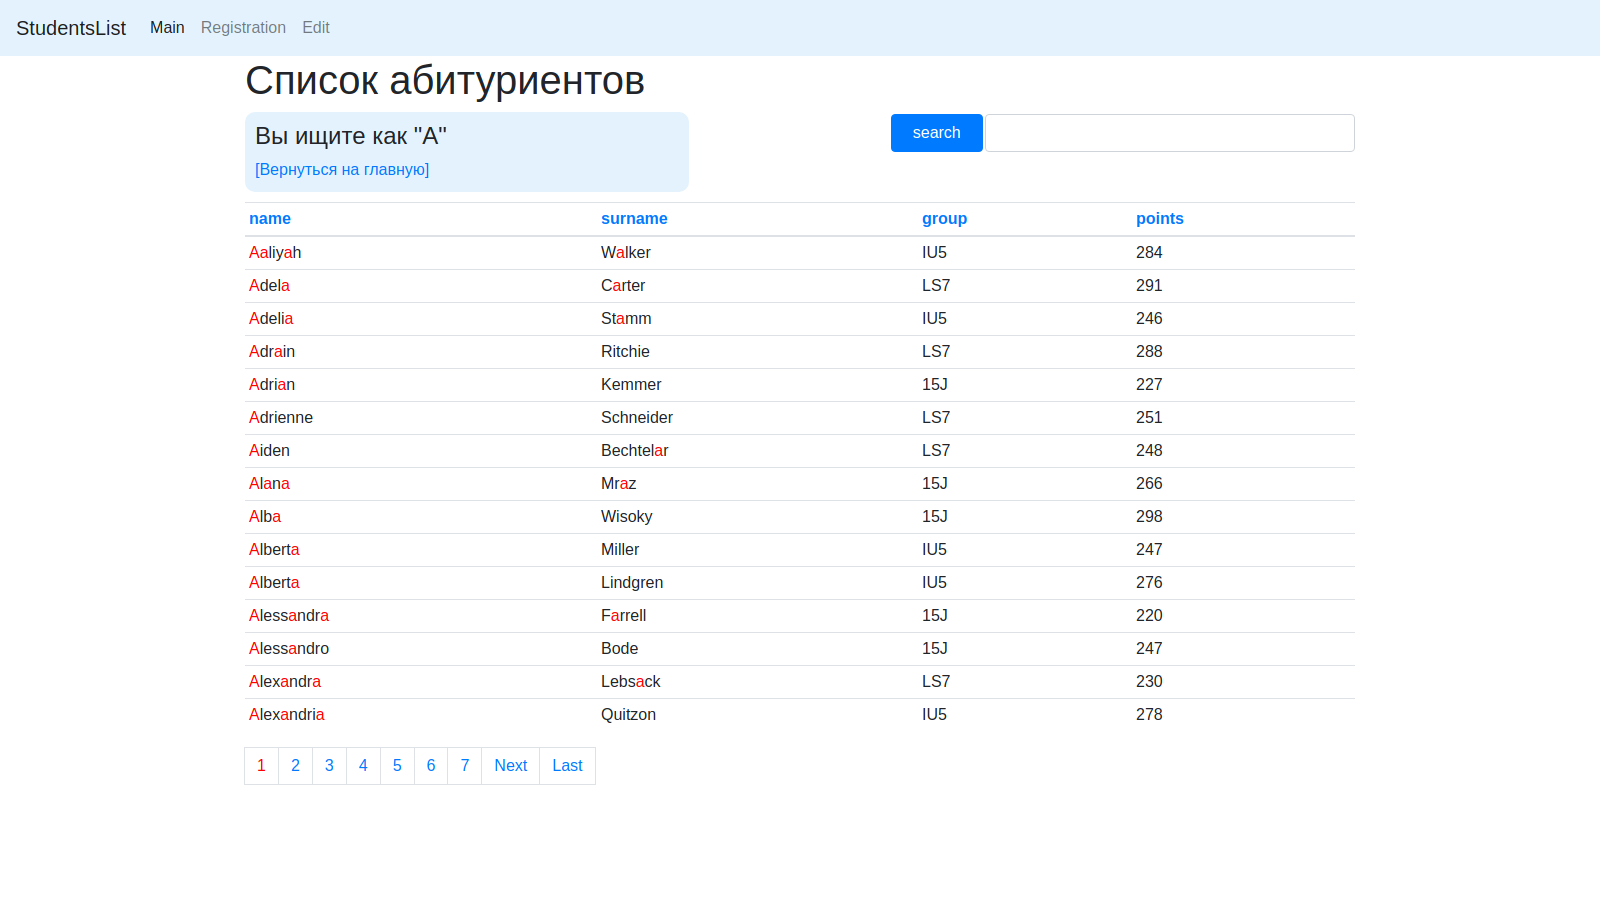 StudentsList Main Registration Edit
Список абитуриентов
Вы ищите как "A"
[Вернуться на главную]
search
name surname group points
Aaliyah Walker IU5 284
Adela Carter LS7 291
Adelia Stamm IU5 246
Adrain Ritchie LS7 288
Adrian Kemmer 15J 227
Adrienne Schneider LS7 251
Aiden Bechtelar LS7 248
Alana Mraz 15J 266
Alba Wisoky 15J 298
Alberta Miller IU5 247
Alberta Lindgren IU5 276
Alessandra Farrell 15J 220
Alessandro Bode 15J 247
Alexandra Lebsack LS7 230
Alexandria Quitzon IU5 278
1 2 3 4 5 6 7 Next Last